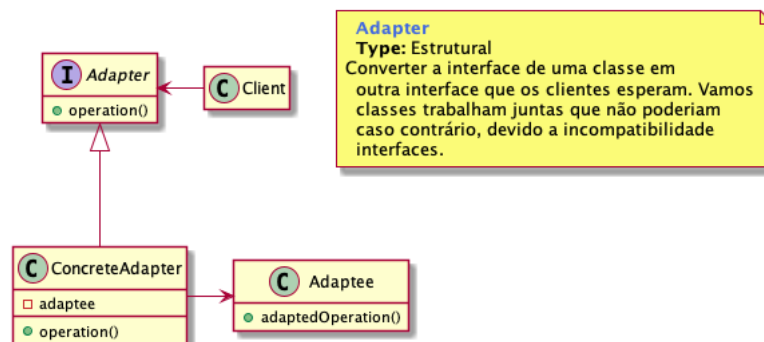 Adapter
Type: Estrutural
Converter a interface de uma classe em
outra interface que os clientes esperam. Vamos
classes trabalham juntas que não poderiam
caso contrário, devido a incompatibilidade
interfaces.
I Adapter
operation()
C Client
C ConcreteAdapter
adaptee
operation()
C Adaptee
adaptedOperation()